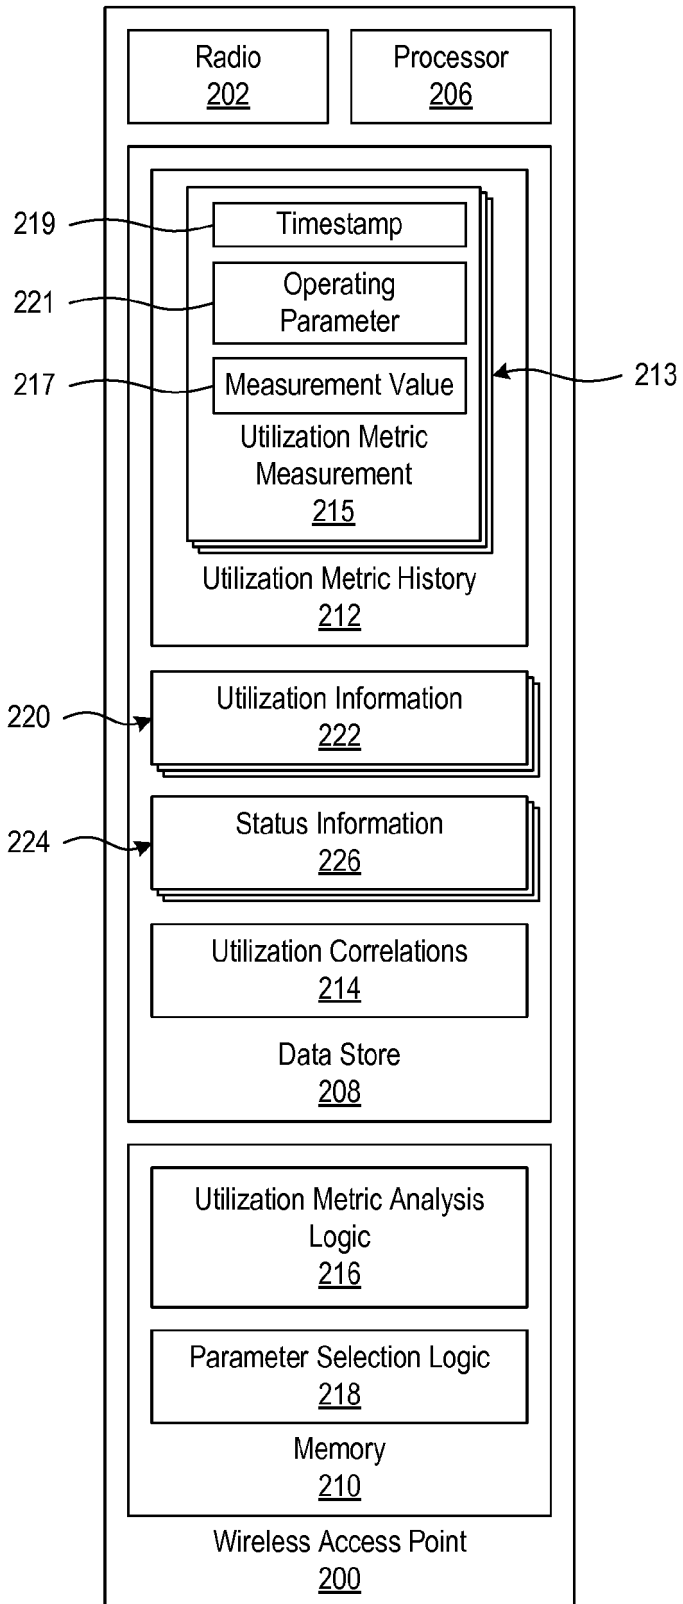 Radio
202
Processor
206
219
Timestamp
221
Operating
Parameter
217
Measurement Value
213
Utilization Metric
Measurement
215
Utilization Metric History
212
220
Utilization Information
222
224
Status Information
226
Utilization Correlations
214
Data Store
208
Utilization Metric Analysis
Logic
216
Parameter Selection Logic
218
Memory
210
Wireless Access Point
200